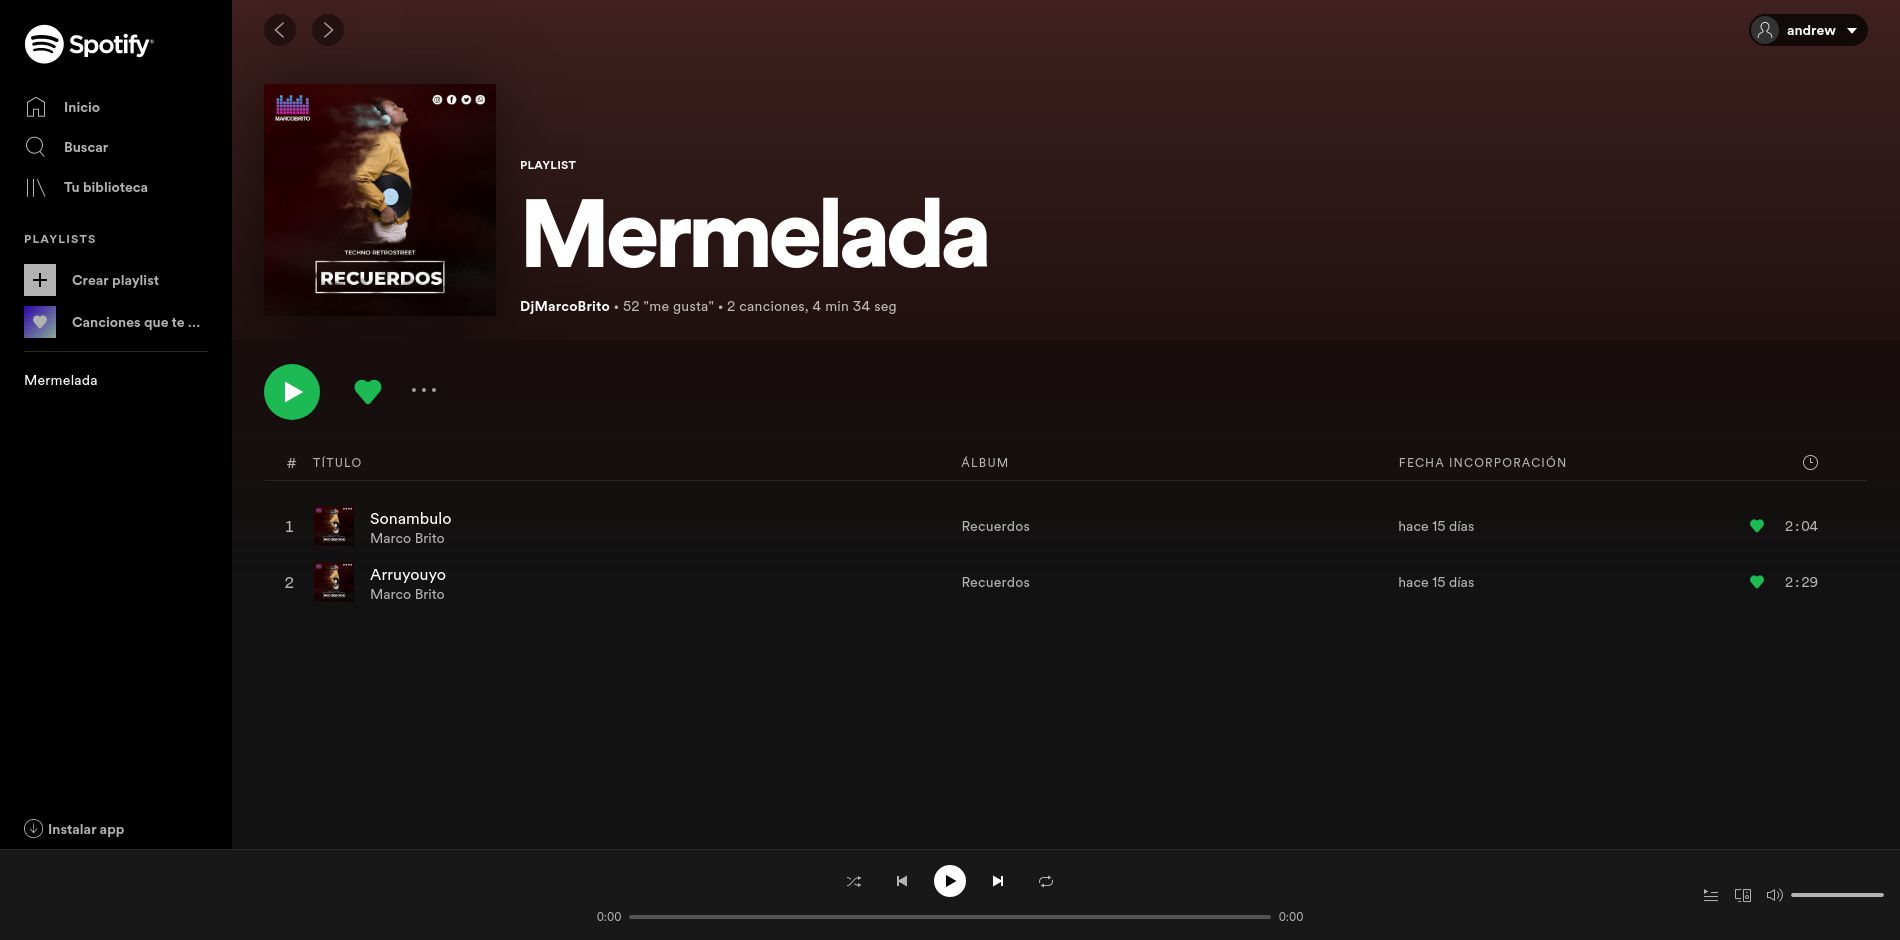 Spotify
Inicio
Buscar
Tu biblioteca
PLAYLISTS
Crear playlist
Canciones que te ...
Mermelada
Instalar app
andrew
MARCOBRITO
TECHNO RETROSTREET
RECUERDOS
PLAYLIST
Mermelada
DjMarcoBrito • 52 "me gusta" • 2 canciones, 4 min 34 seg
# TÍTULO ÁLBUM FECHA INCORPORACIÓN
1 Sonambulo Recuerdos hace 15 días 2:04
Marco Brito
RECUERDOS
2 Arruyouyo Recuerdos hace 15 días 2:29
Marco Brito
RECUERDOS
0:00 0:00